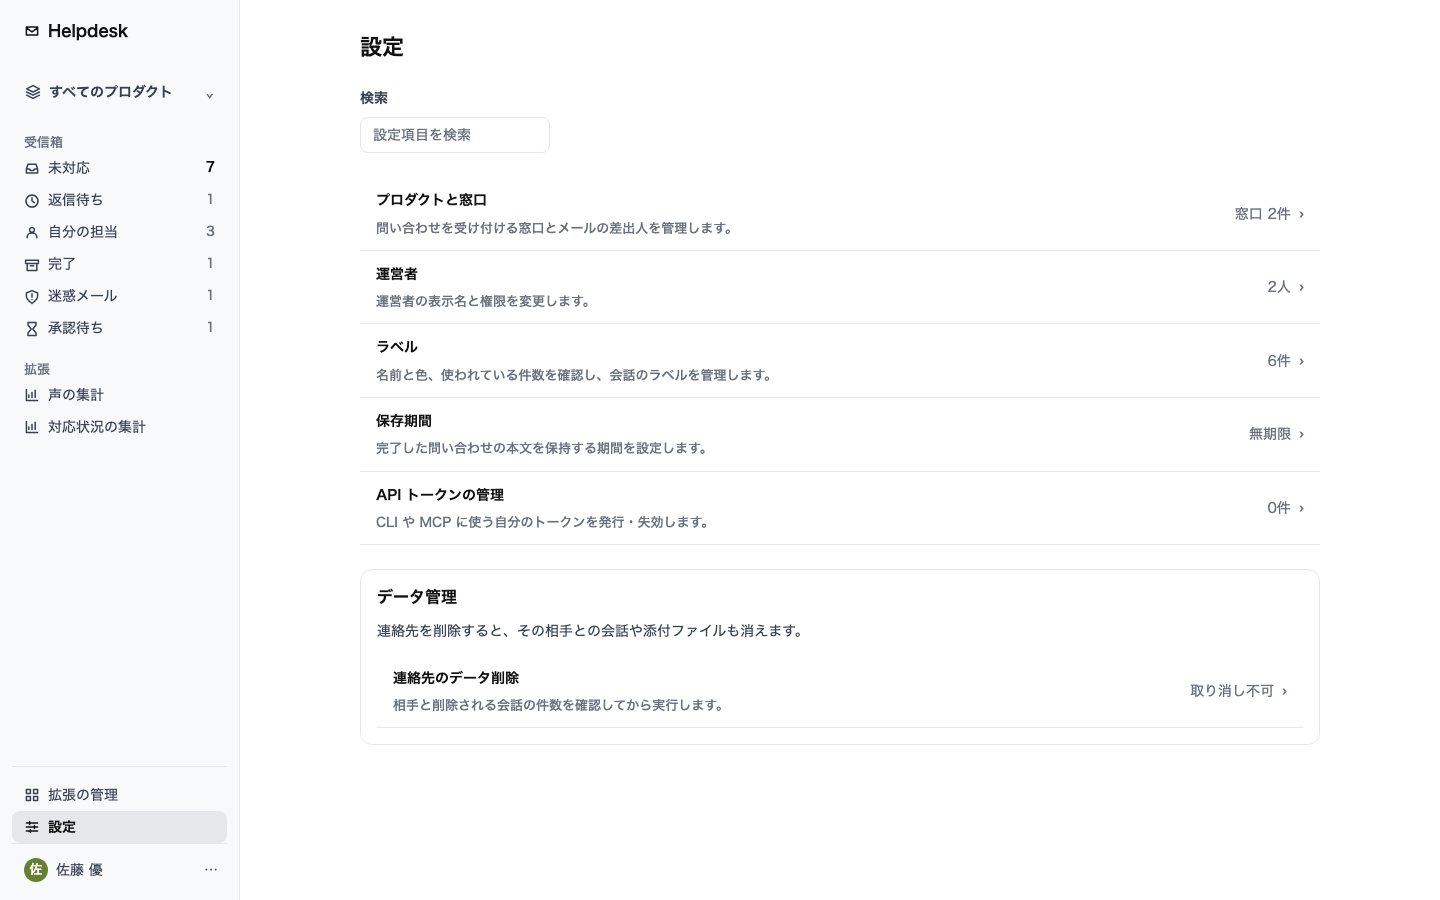 Helpdesk
すべてのプロダクト
受信箱
未対応 7
返信待ち 1
自分の担当 3
完了 1
迷惑メール 1
承認待ち 1
拡張
声の集計
対応状況の集計
拡張の管理
設定
佐 佐藤 優 …
設定
検索
設定項目を検索
プロダクトと窓口
問い合わせを受け付ける窓口とメールの差出人を管理します。
窓口 2件 ›
運営者
運営者の表示名と権限を変更します。
2人 ›
ラベル
名前と色、使われている件数を確認し、会話のラベルを管理します。
6件 ›
保存期間
完了した問い合わせの本文を保持する期間を設定します。
無期限 ›
API トークンの管理
CLI や MCP に使う自分のトークンを発行・失効します。
0件 ›
データ管理
連絡先を削除すると、その相手との会話や添付ファイルも消えます。
連絡先のデータ削除
相手と削除される会話の件数を確認してから実行します。
取り消し不可 ›